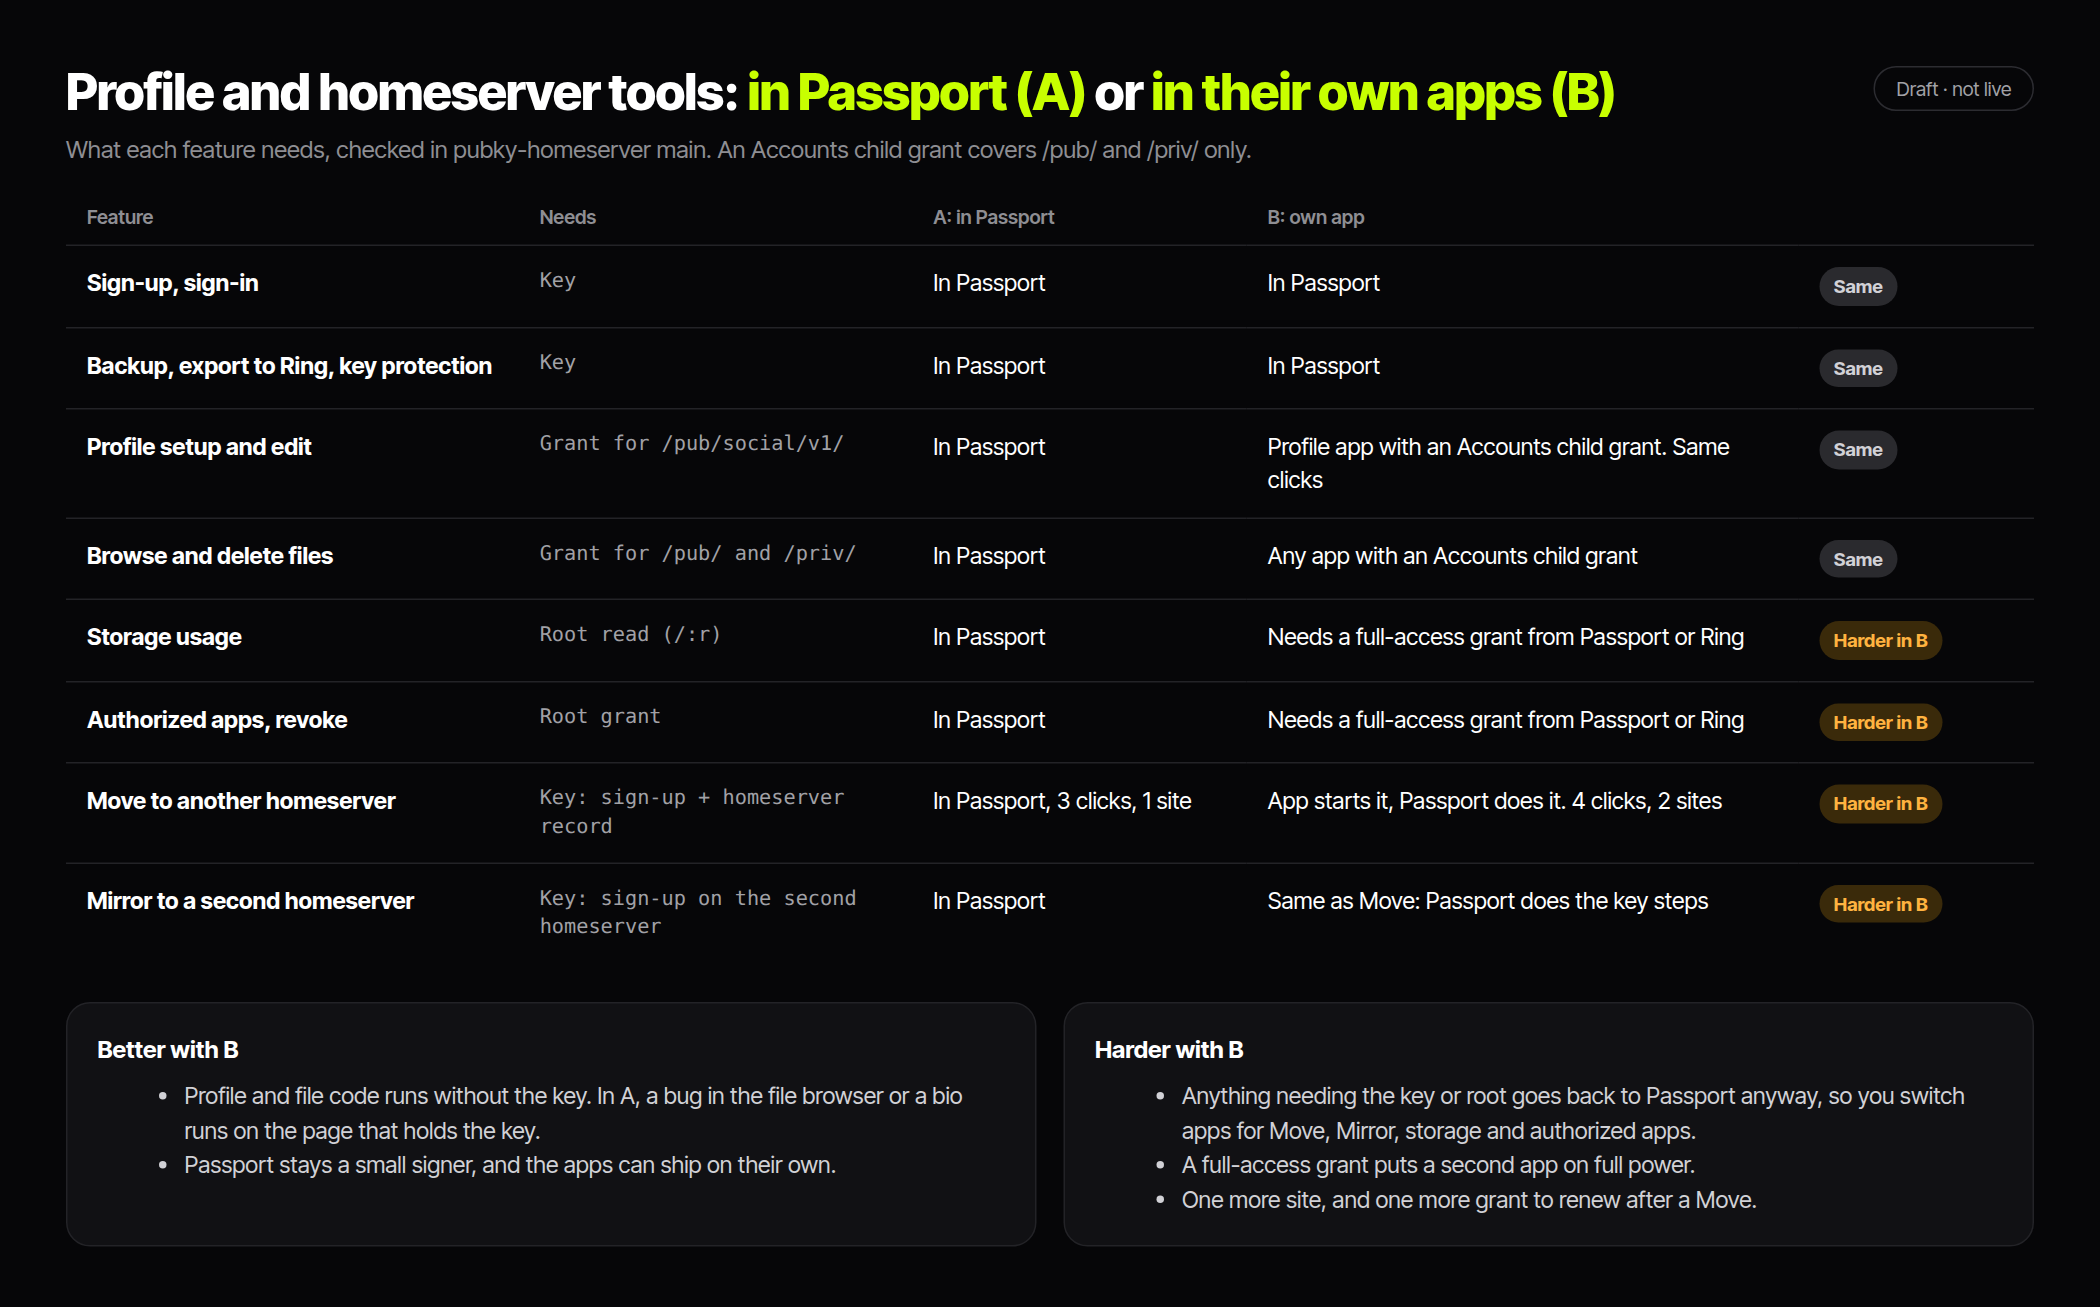 Profile and homeserver tools: in Passport (A) or in their own apps (B)
Draft · not live
What each feature needs, checked in pubky-homeserver main. An Accounts child grant covers /pub/ and /priv/ only.
Feature Needs A: in Passport B: own app
Sign-up, sign-in Key In Passport In Passport Same
Backup, export to Ring, key protection Key In Passport In Passport Same
Profile setup and edit Grant for /pub/social/v1/ In Passport Profile app with an Accounts child grant. Same Same
clicks
Browse and delete files Grant for /pub/ and /priv/ In Passport Any app with an Accounts child grant Same
Storage usage Root read (/:r) In Passport Needs a full-access grant from Passport or Ring Harder in B
Authorized apps, revoke Root grant In Passport Needs a full-access grant from Passport or Ring Harder in B
Move to another homeserver Key: sign-up + homeserver In Passport, 3 clicks, 1 site App starts it, Passport does it. 4 clicks, 2 sites Harder in B
record
Mirror to a second homeserver Key: sign-up on the second In Passport Same as Move: Passport does the key steps Harder in B
homeserver
Better with B
• Profile and file code runs without the key. In A, a bug in the file browser or a bio
runs on the page that holds the key.
• Passport stays a small signer, and the apps can ship on their own.
Harder with B
• Anything needing the key or root goes back to Passport anyway, so you switch
apps for Move, Mirror, storage and authorized apps.
• A full-access grant puts a second app on full power.
• One more site, and one more grant to renew after a Move.